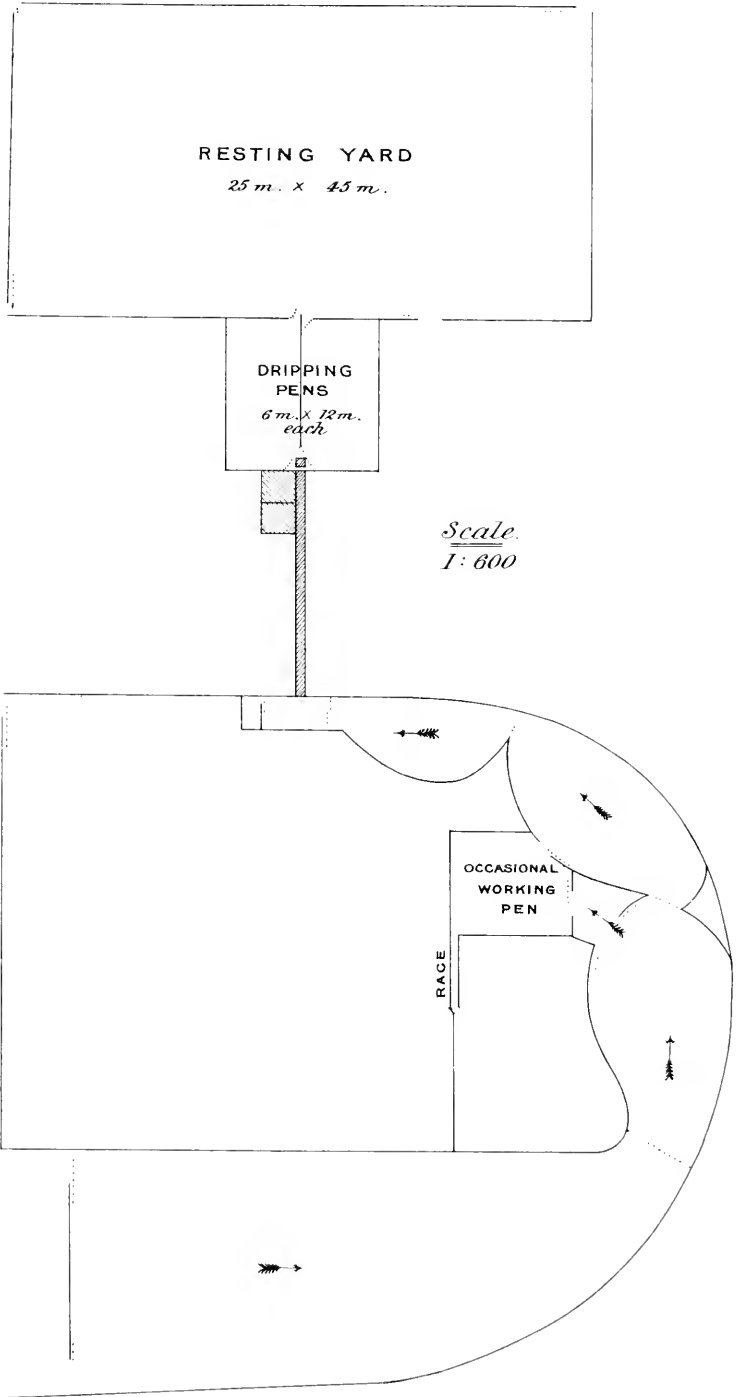 RESTING YARD
25 m. × 45 m.
DRIPPING
PENS
6 m. × 12 m.
each
Scale.
1:600
OCCASIONAL
WORKING
PEN
RACE